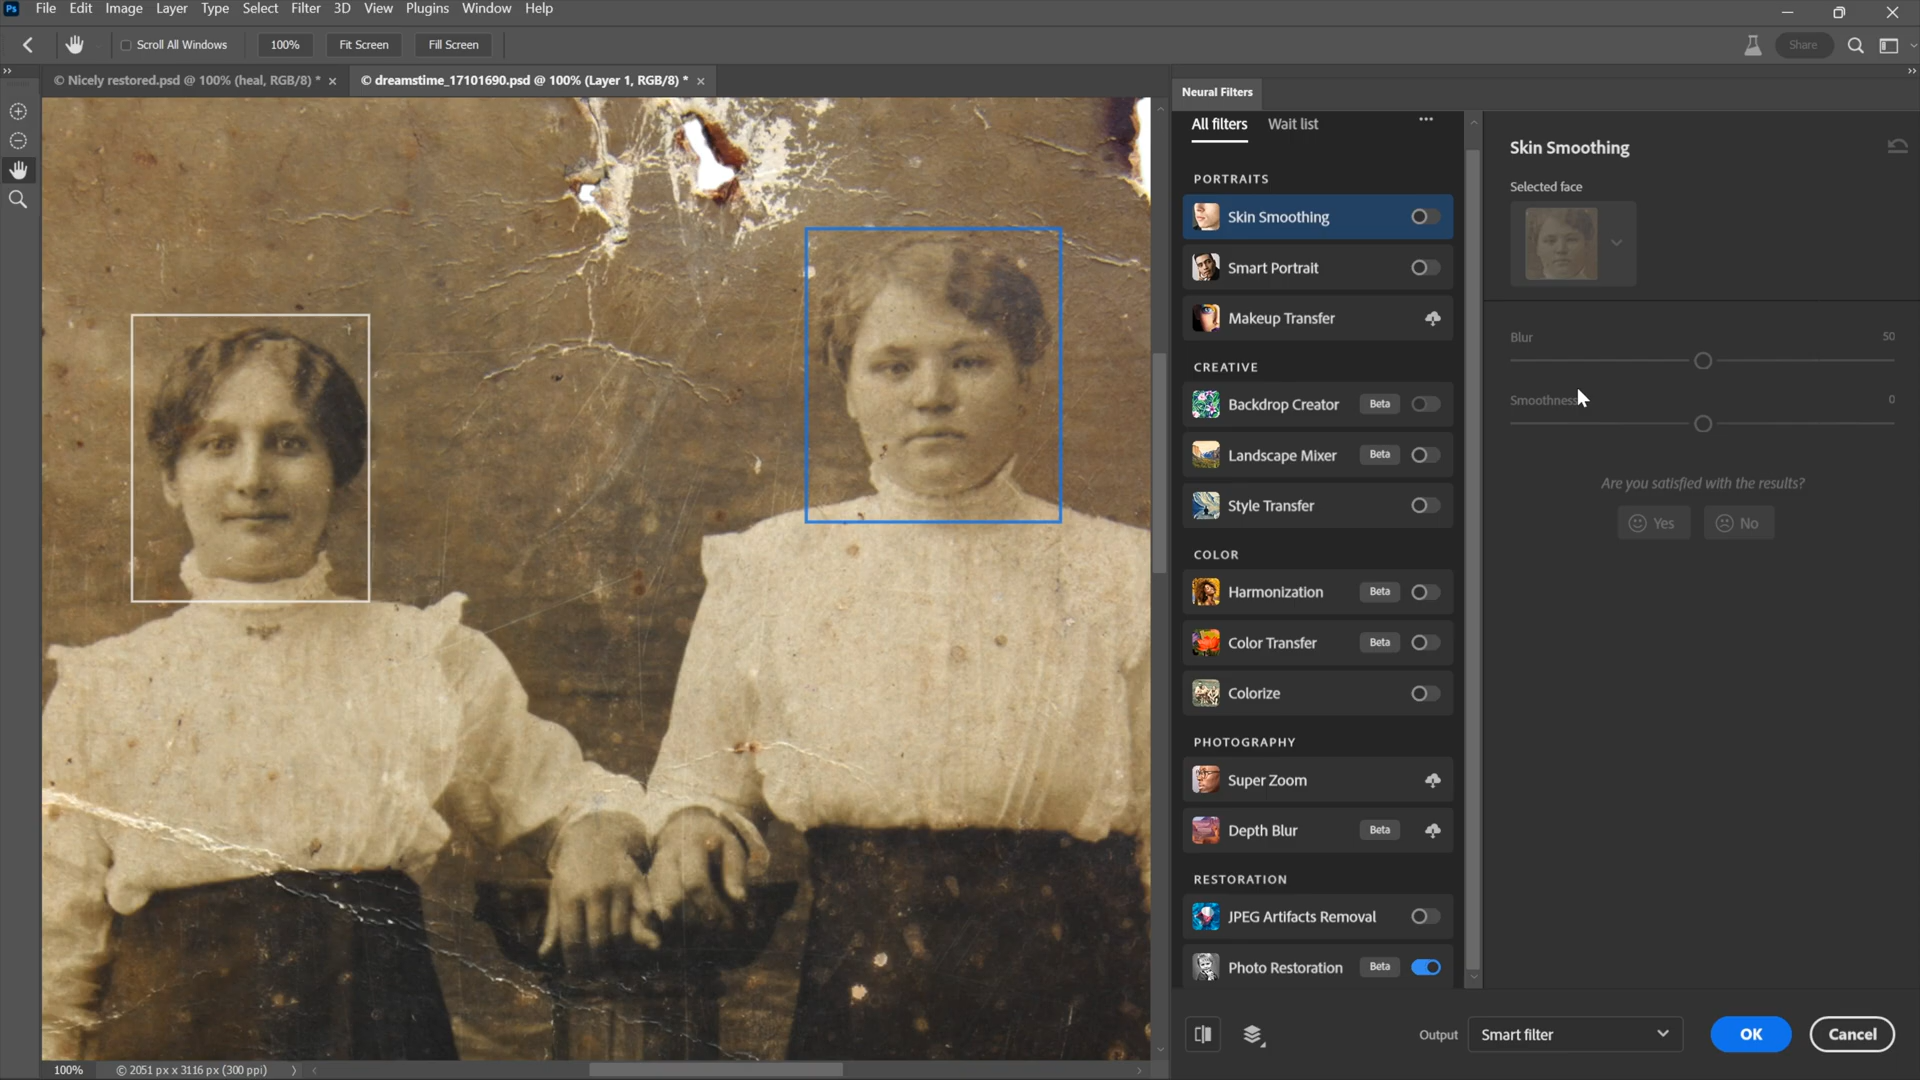 Ps File Edit Image Layer Type Select Filter 3D View Plugins Window Help
Scroll All Windows 100% Fit Screen Fill Screen Share
© Nicely restored.psd @ 100% (heal, RGB/8) * × © dreamstime_17101690.psd @ 100% (Layer 1, RGB/8) * ×
Neural Filters
All filters Wait list
PORTRAITS
Skin Smoothing
Smart Portrait
Makeup Transfer
CREATIVE
Backdrop Creator Beta
Landscape Mixer Beta
Style Transfer
COLOR
Harmonization Beta
Color Transfer Beta
Colorize
PHOTOGRAPHY
Super Zoom
Depth Blur Beta
RESTORATION
JPEG Artifacts Removal
Photo Restoration Beta
Skin Smoothing
Selected face
Blur 50
Smoothness 0
Are you satisfied with the results?
Yes No
Output Smart filter OK Cancel
100% © 2051 px x 3116 px (300 ppi)